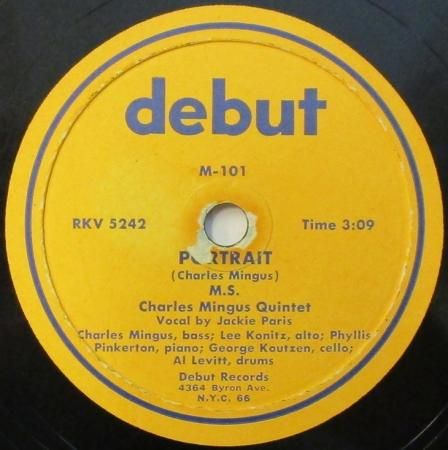 debut
M-101
RKV 5242 Time 3:09
PORTRAIT
(Charles Mingus)
M.S.
Charles Mingus Quintet
Vocal by Jackie Paris
Charles Mingus, bass; Lee Konitz, alto; Phyllis
Pinkerton, piano; George Koutzen, cello;
Al Levitt, drums
Debut Records
4364 Byron Ave.
N.Y.C. 66